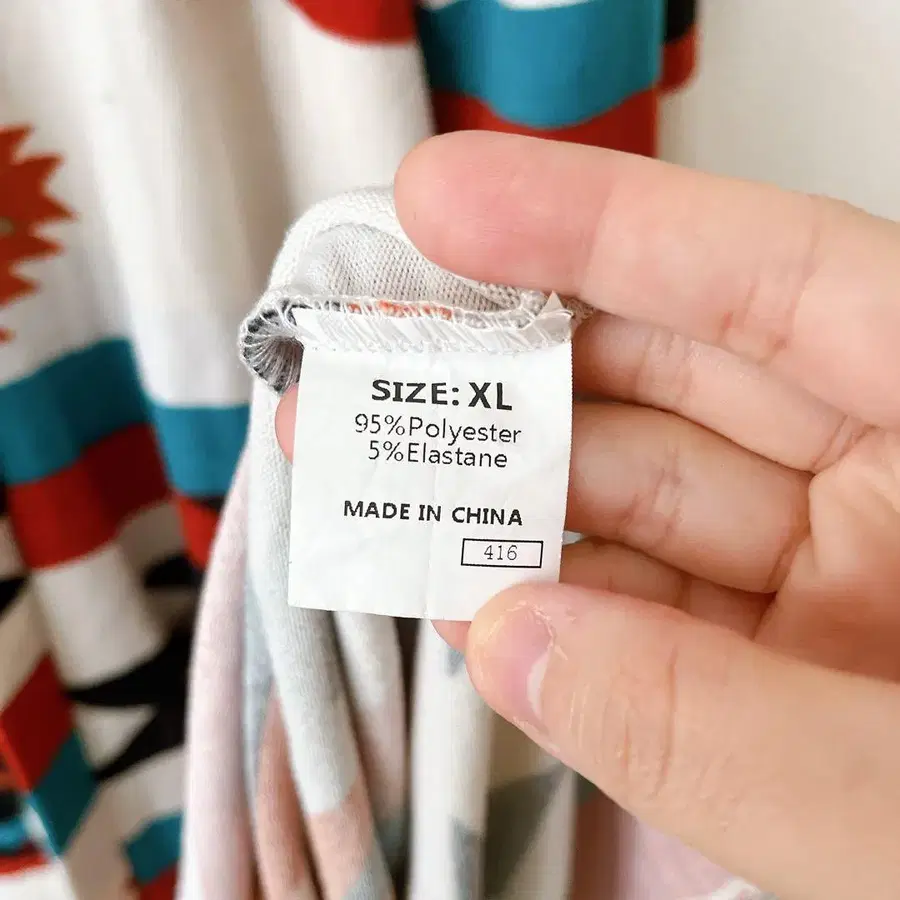 SIZE: XL
95%Polyester
5%Elastane
MADE IN CHINA
416